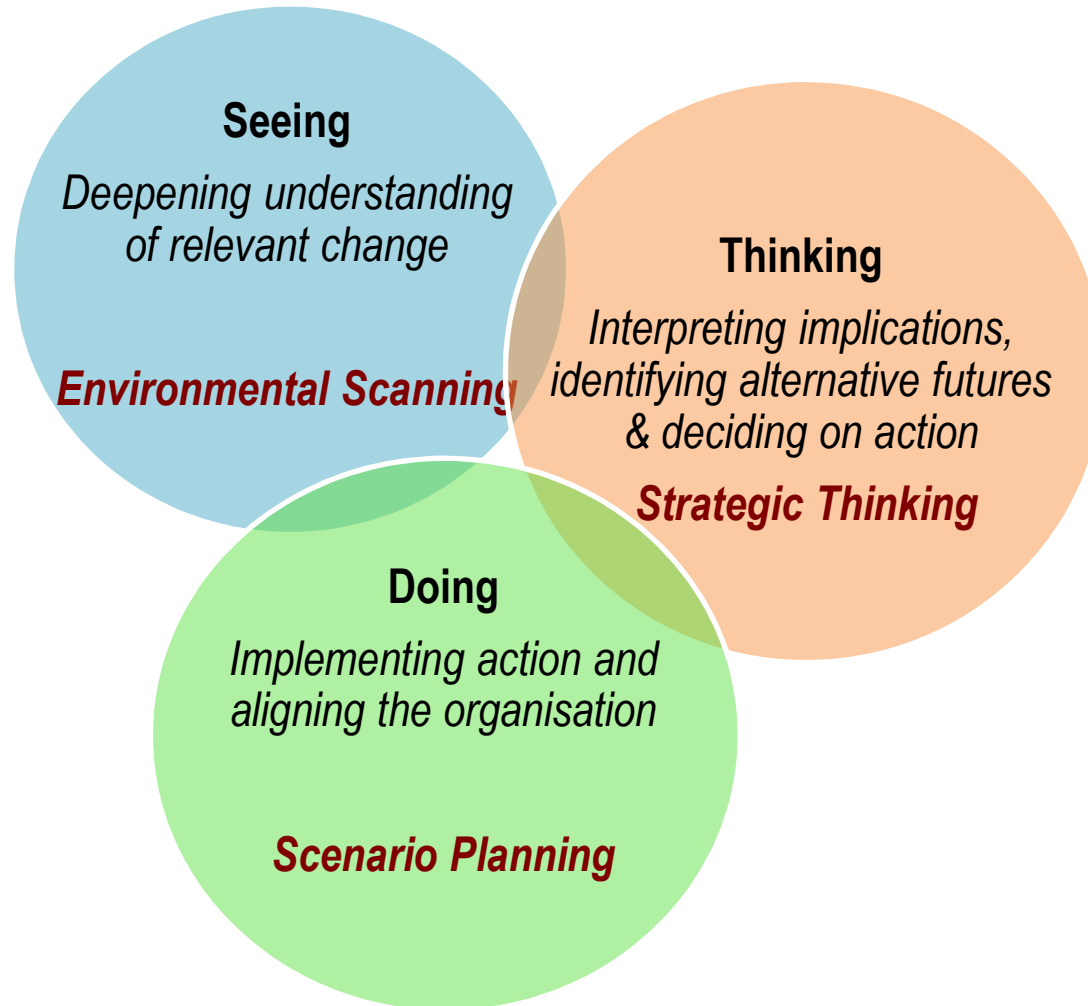 Seeing
Deepening understanding
of relevant change
Environmental Scanning
Thinking
Interpreting implications,
identifying alternative futures
& deciding on action
Strategic Thinking
Doing
Implementing action and
aligning the organisation
Scenario Planning